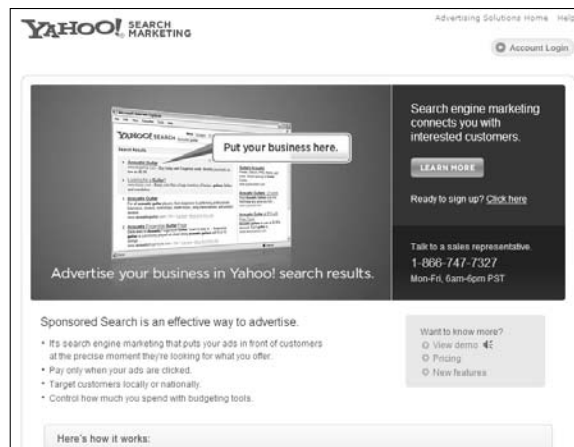 YAHOO! SEARCH
MARKETING
Advertising Solutions Home Help
Account Login
YAHOO! SEARCH
Search Results
Put your business here.
Advertise your business in Yahoo! search results.
Search engine marketing
connects you with
interested customers.
LEARN MORE
Ready to sign up? Click here
Talk to a sales representative.
1-866-747-7327
Mon-Fri, 6am-6pm PST
Sponsored Search is an effective way to advertise.
• It's search engine marketing that puts your ads in front of customers
at the precise moment they're looking for what you offer.
• Pay only when your ads are clicked.
• Target customers locally or nationally.
• Control how much you spend with budgeting tools.
Want to know more?
View demo
Pricing
New features
Here's how it works: